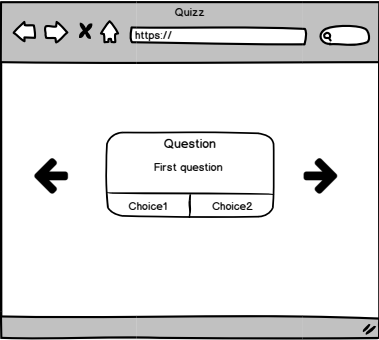 Quizz
https://
Question
First question
Choice1
Choice2